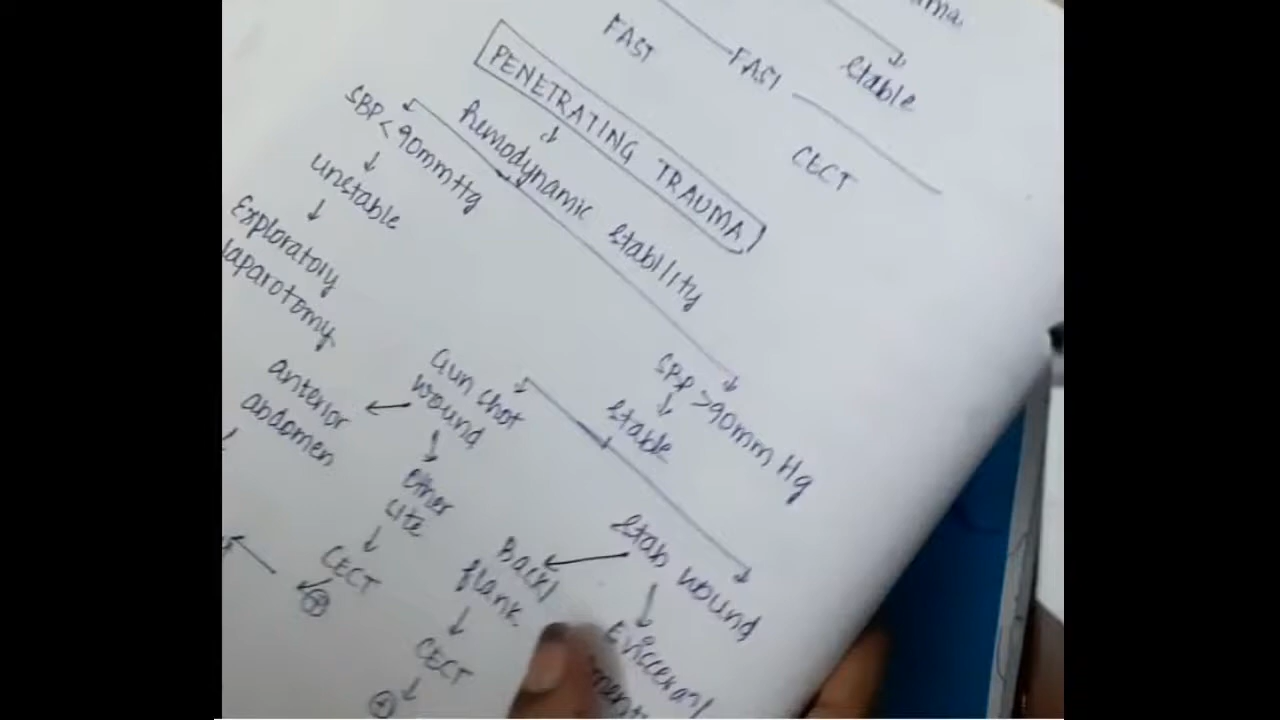 stable
FAST
FAST
CECT
PENETRATING TRAUMA
hemodynamic stability
SBP < 90mmHg
unstable
Exploratory
laparotomy
SBP >90mm Hg
stable
Gun shot
wound
anterior
abdomen
Other
site
CECT
+
stab wound
Back/
flank
CECT
+